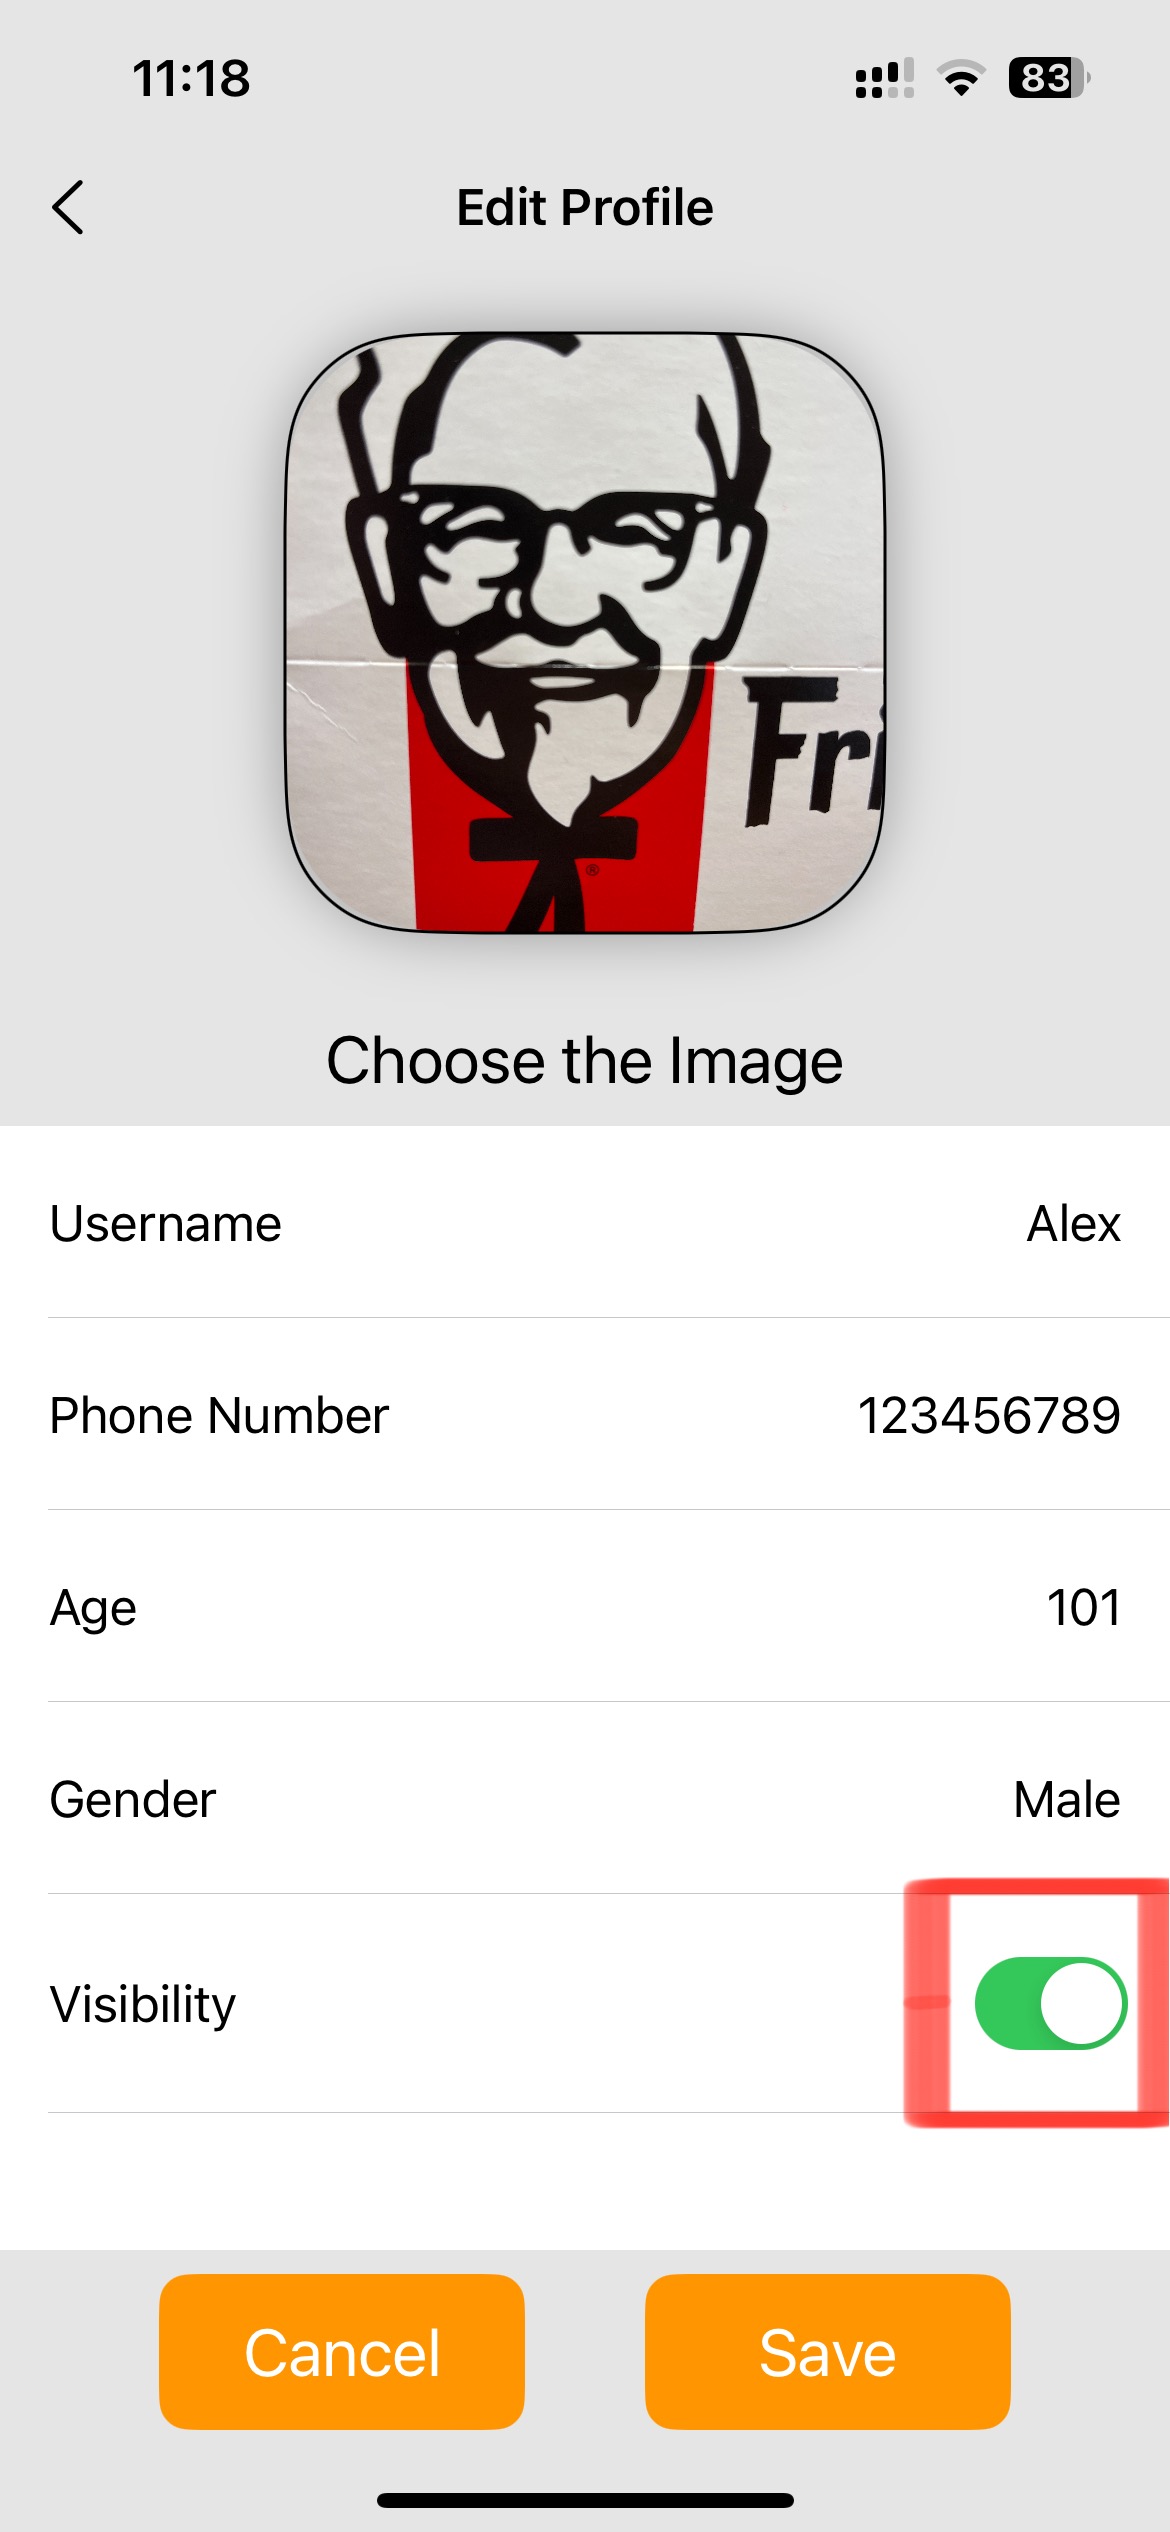 11:18
83
Edit Profile
Fri
®
Choose the Image
Username Alex
Phone Number 123456789
Age 101
Gender Male
Visibility
Cancel Save